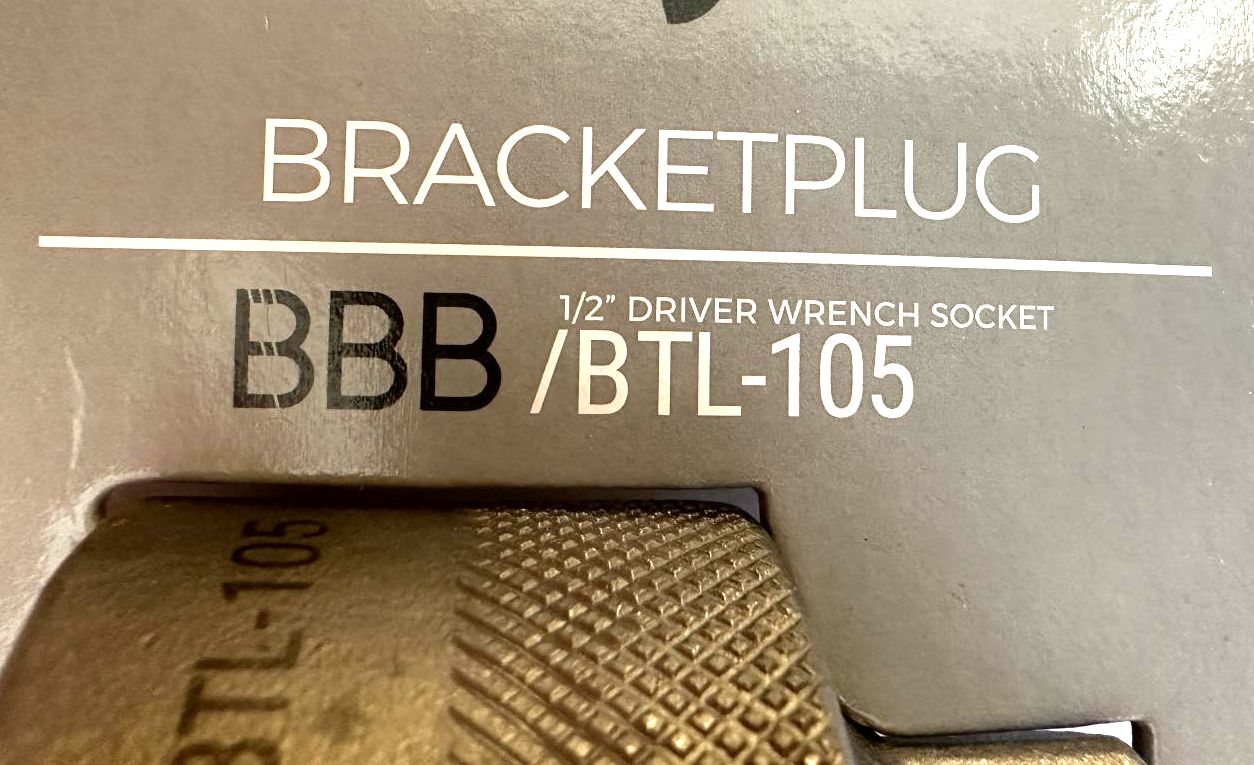 BRACKETPLUG
BBB 1/2” DRIVER WRENCH SOCKET
/BTL-105
BTL-105